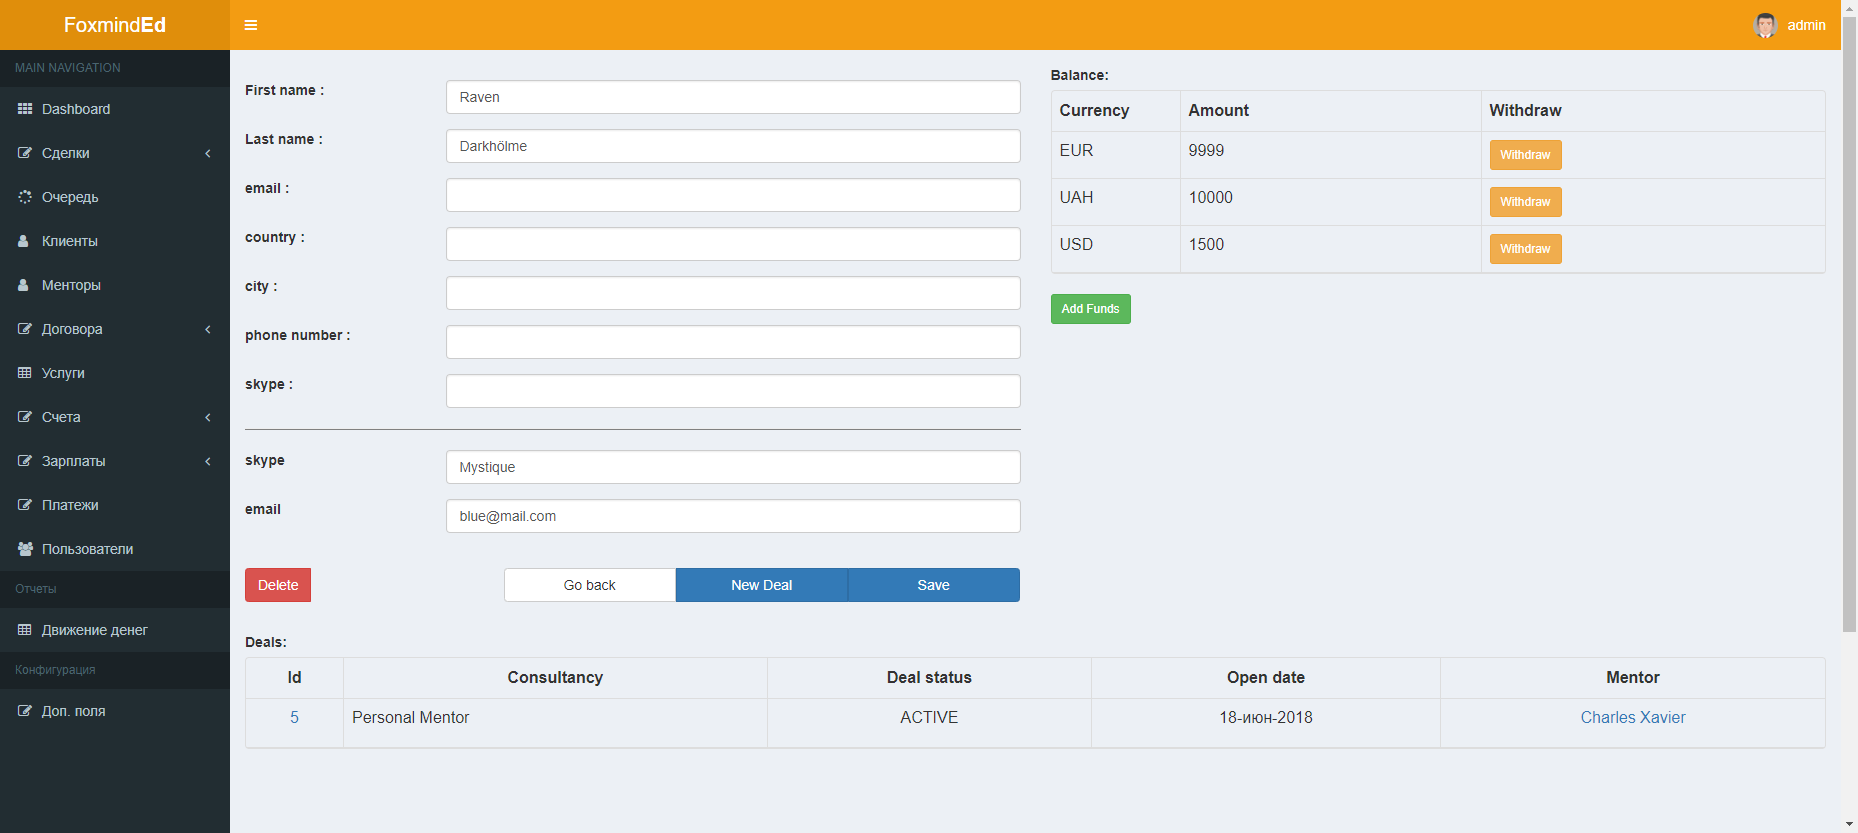 FoxmindEd
admin
MAIN NAVIGATION
Dashboard
Сделки
Очередь
Клиенты
Менторы
Договора
Услуги
Счета
Зарплаты
Платежи
Пользователи
Отчеты
Движение денег
Конфигурация
Доп. поля
First name :
Raven
Last name :
Darkhölme
email :
country :
city :
phone number :
skype :
skype
Mystique
email
blue@mail.com
Delete
Go back
New Deal
Save
Balance:
Currency Amount Withdraw
EUR 9999 Withdraw
UAH 10000 Withdraw
USD 1500 Withdraw
Add Funds
Deals:
Id Consultancy Deal status Open date Mentor
5 Personal Mentor ACTIVE 18-июн-2018 Charles Xavier